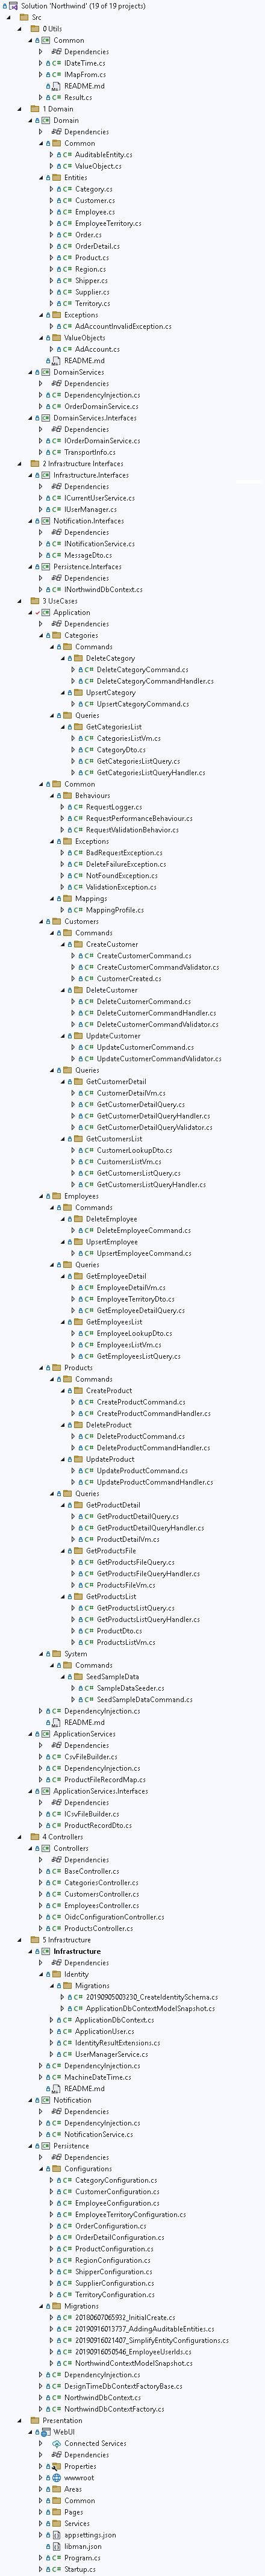 Solution 'Northwind' (19 of 19 projects)
Src
0 Utils
Common
Dependencies
IDateTime.cs
IMapFrom.cs
README.md
Result.cs
1 Domain
Domain
Dependencies
Common
AuditableEntity.cs
ValueObject.cs
Entities
Category.cs
Customer.cs
Employee.cs
EmployeeTerritory.cs
Order.cs
OrderDetail.cs
Product.cs
Region.cs
Shipper.cs
Supplier.cs
Territory.cs
Exceptions
AdAccountInvalidException.cs
ValueObjects
AdAccount.cs
README.md
DomainServices
Dependencies
DependencyInjection.cs
OrderDomainService.cs
DomainServices.Interfaces
Dependencies
IOrderDomainService.cs
TransportInfo.cs
2 Infrastructure Interfaces
Infrastructure.Interfaces
Dependencies
ICurrentUserService.cs
IUserManager.cs
Notification.Interfaces
Dependencies
INotificationService.cs
MessageDto.cs
Persistence.Interfaces
Dependencies
INorthwindDbContext.cs
3 UseCases
Application
Dependencies
Categories
Commands
DeleteCategory
DeleteCategoryCommand.cs
DeleteCategoryCommandHandler.cs
UpsertCategory
UpsertCategoryCommand.cs
Queries
GetCategoriesList
CategoriesListVm.cs
CategoryDto.cs
GetCategoriesListQuery.cs
GetCategoriesListQueryHandler.cs
Common
Behaviours
RequestLogger.cs
RequestPerformanceBehaviour.cs
RequestValidationBehavior.cs
Exceptions
BadRequestException.cs
DeleteFailureException.cs
NotFoundException.cs
ValidationException.cs
Mappings
MappingProfile.cs
Customers
Commands
CreateCustomer
CreateCustomerCommand.cs
CreateCustomerCommandValidator.cs
CustomerCreated.cs
DeleteCustomer
DeleteCustomerCommand.cs
DeleteCustomerCommandHandler.cs
DeleteCustomerCommandValidator.cs
UpdateCustomer
UpdateCustomerCommand.cs
UpdateCustomerCommandValidator.cs
Queries
GetCustomerDetail
CustomerDetailVm.cs
GetCustomerDetailQuery.cs
GetCustomerDetailQueryHandler.cs
GetCustomerDetailQueryValidator.cs
GetCustomersList
CustomerLookupDto.cs
CustomersListVm.cs
GetCustomersListQuery.cs
GetCustomersListQueryHandler.cs
Employees
Commands
DeleteEmployee
DeleteEmployeeCommand.cs
UpsertEmployee
UpsertEmployeeCommand.cs
Queries
GetEmployeeDetail
EmployeeDetailVm.cs
EmployeeTerritoryDto.cs
GetEmployeeDetailQuery.cs
GetEmployeesList
EmployeeLookupDto.cs
EmployeesListVm.cs
GetEmployeesListQuery.cs
Products
Commands
CreateProduct
CreateProductCommand.cs
CreateProductCommandHandler.cs
DeleteProduct
DeleteProductCommand.cs
DeleteProductCommandHandler.cs
UpdateProduct
UpdateProductCommand.cs
UpdateProductCommandHandler.cs
Queries
GetProductDetail
GetProductDetailQuery.cs
GetProductDetailQueryHandler.cs
ProductDetailVm.cs
GetProductsFile
GetProductsFileQuery.cs
GetProductsFileQueryHandler.cs
ProductsFileVm.cs
GetProductsList
GetProductsListQuery.cs
GetProductsListQueryHandler.cs
ProductDto.cs
ProductsListVm.cs
System
Commands
SeedSampleData
SampleDataSeeder.cs
SeedSampleDataCommand.cs
DependencyInjection.cs
README.md
ApplicationServices
Dependencies
CsvFileBuilder.cs
DependencyInjection.cs
ProductFileRecordMap.cs
ApplicationServices.Interfaces
Dependencies
ICsvFileBuilder.cs
ProductRecordDto.cs
4 Controllers
Controllers
Dependencies
BaseController.cs
CategoriesController.cs
CustomersController.cs
EmployeesController.cs
OidcConfigurationController.cs
ProductsController.cs
5 Infrastructure
Infrastructure
Dependencies
Identity
Migrations
20190905003230_CreateIdentitySchema.cs
ApplicationDbContextModelSnapshot.cs
ApplicationDbContext.cs
ApplicationUser.cs
IdentityResultExtensions.cs
UserManagerService.cs
DependencyInjection.cs
MachineDateTime.cs
README.md
Notification
Dependencies
DependencyInjection.cs
NotificationService.cs
Persistence
Dependencies
Configurations
CategoryConfiguration.cs
CustomerConfiguration.cs
EmployeeConfiguration.cs
EmployeeTerritoryConfiguration.cs
OrderConfiguration.cs
OrderDetailConfiguration.cs
ProductConfiguration.cs
RegionConfiguration.cs
ShipperConfiguration.cs
SupplierConfiguration.cs
TerritoryConfiguration.cs
Migrations
20180607065932_InitialCreate.cs
20190916013737_AddingAuditableEntities.cs
20190916021407_SimplifyEntityConfigurations.cs
20190916050546_EmployeeUserIds.cs
NorthwindContextModelSnapshot.cs
DependencyInjection.cs
DesignTimeDbContextFactoryBase.cs
NorthwindDbContext.cs
NorthwindDbContextFactory.cs
Presentation
WebUI
Connected Services
Dependencies
Properties
wwwroot
Areas
Common
Pages
Services
appsettings.json
libman.json
Program.cs
Startup.cs